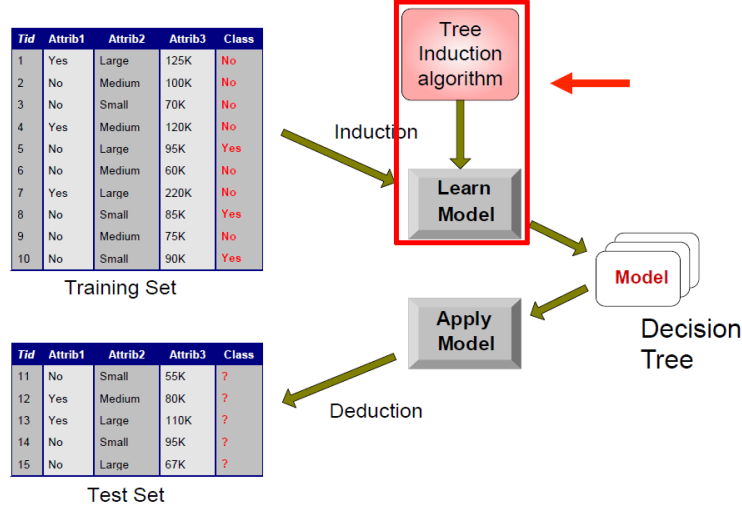 Tid Attrib1 Attrib2 Attrib3 Class
1 Yes Large 125K No
2 No Medium 100K No
3 No Small 70K No
4 Yes Medium 120K No
5 No Large 95K Yes
6 No Medium 60K No
7 Yes Large 220K No
8 No Small 85K Yes
9 No Medium 75K No
10 No Small 90K Yes
Training Set
Tree
Induction
algorithm
Induction
Learn
Model
Model
Decision
Tree
Apply
Model
Deduction
Tid Attrib1 Attrib2 Attrib3 Class
11 No Small 55K ?
12 Yes Medium 80K ?
13 Yes Large 110K ?
14 No Small 95K ?
15 No Large 67K ?
Test Set